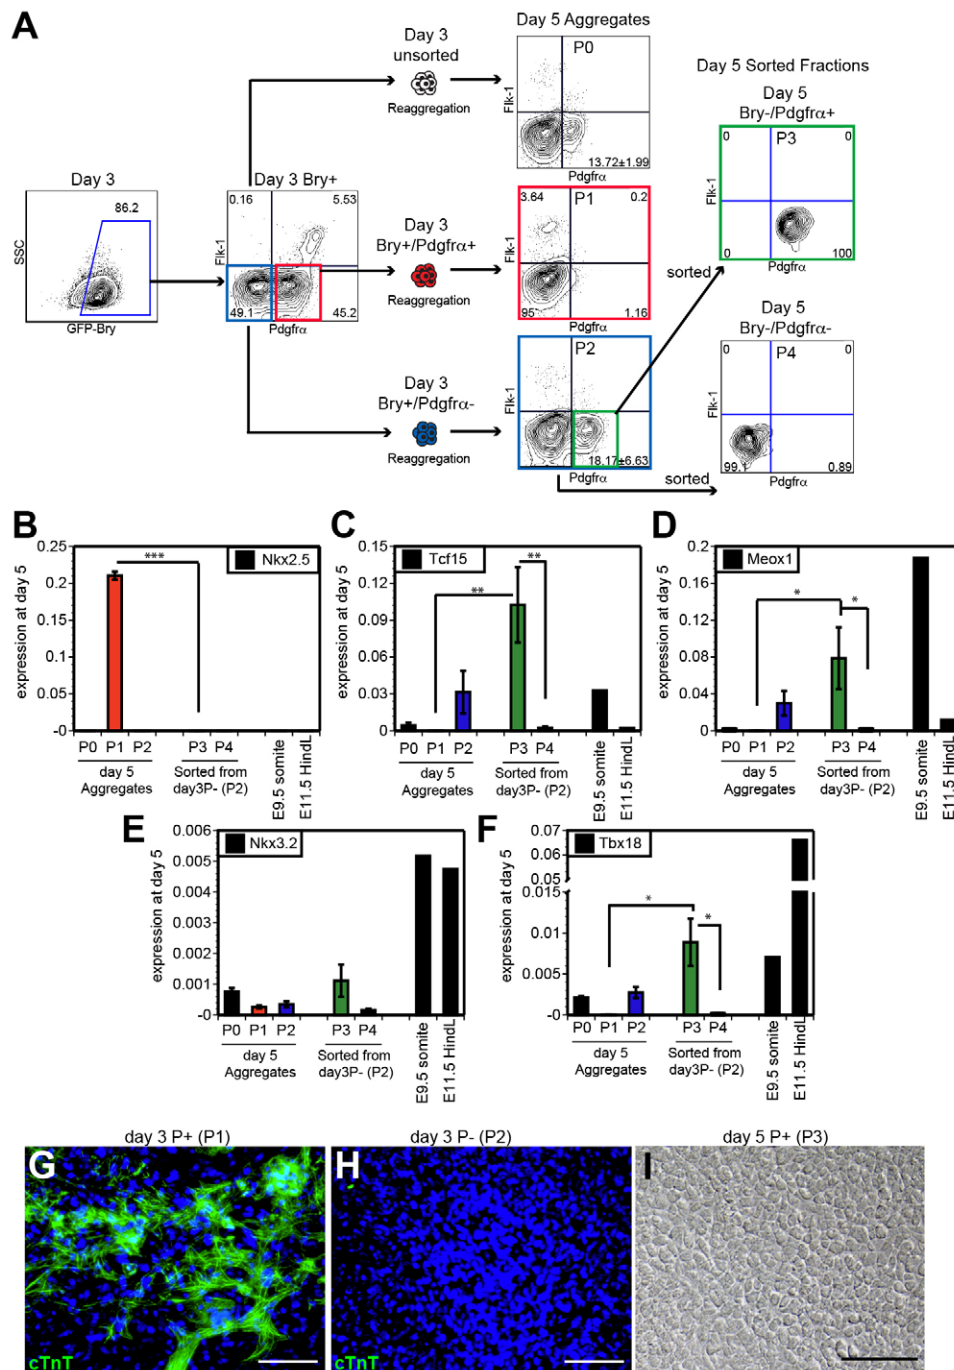 A
Day 3
86.2
SSC
GFP-Bry
Day 3 Bry+
0.16
5.53
Flk-1
49.1
45.2
Pdgfrα
Day 3
unsorted
Reaggregation
Day 3
Bry+/Pdgfrα+
Reaggregation
Day 3
Bry+/Pdgfrα-
Reaggregation
Day 5 Aggregates
P0
Flk-1
13.72±1.99
Pdgfrα
3.64
0.2
P1
Flk-1
95
1.16
Pdgfrα
P2
Flk-1
18.17±6.63
Pdgfrα
sorted
sorted
Day 5 Sorted Fractions
Day 5
Bry-/Pdgfrα+
0
0
P3
Flk-1
0
100
Pdgfrα
Day 5
Bry-/Pdgfrα-
0
0
P4
Flk-1
99.1
0.89
Pdgfrα
B
Nkx2.5
***
expression at day 5
0.25
0.2
0.15
0.1
0.05
-0
P0 P1 P2 P3 P4
day 5
Aggregates
Sorted from
day3P- (P2)
E9.5 somite
E11.5 HindL
C
Tcf15
**
**
expression at day 5
0.15
0.12
0.09
0.06
0.03
-0
P0 P1 P2 P3 P4
day 5
Aggregates
Sorted from
day3P- (P2)
E9.5 somite
E11.5 HindL
D
Meox1
*
*
expression at day 5
0.2
0.16
0.12
0.08
0.04
-0
P0 P1 P2 P3 P4
day 5
Aggregates
Sorted from
day3P- (P2)
E9.5 somite
E11.5 HindL
E
Nkx3.2
expression at day 5
0.006
0.005
0.004
0.003
0.002
0.001
-0
P0 P1 P2 P3 P4
day 5
Aggregates
Sorted from
day3P- (P2)
E9.5 somite
E11.5 HindL
F
Tbx18
*
*
expression at day 5
0.07
0.06
0.05
0.015
0.01
0.005
-0
P0 P1 P2 P3 P4
day 5
Aggregates
Sorted from
day3P- (P2)
E9.5 somite
E11.5 HindL
day 3 P+ (P1)
G
cTnT
day 3 P- (P2)
H
cTnT
day 5 P+ (P3)
I